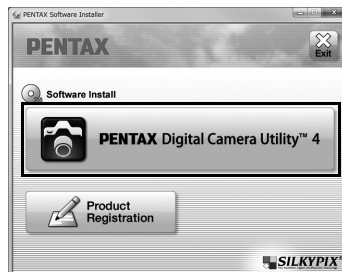 PENTAX Software Installer
PENTAX
Exit
Software Install
PENTAX Digital Camera Utility™ 4
Product
Registration
SILKYPIX®